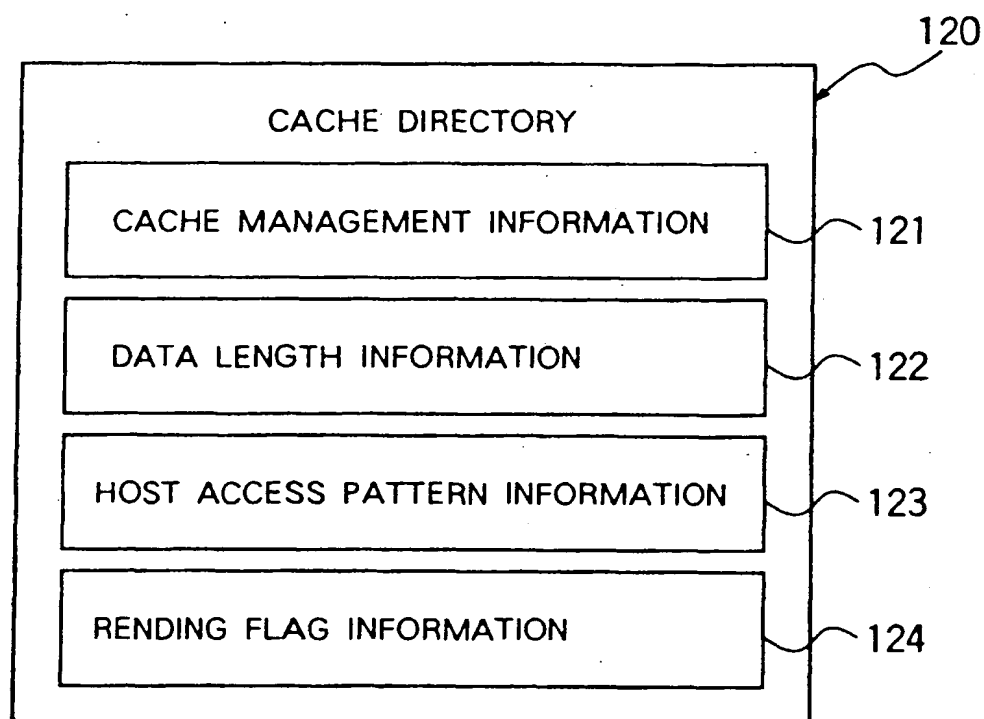 120
CACHE DIRECTORY
CACHE MANAGEMENT INFORMATION
121
DATA LENGTH INFORMATION
122
HOST ACCESS PATTERN INFORMATION
123
RENDING FLAG INFORMATION
124